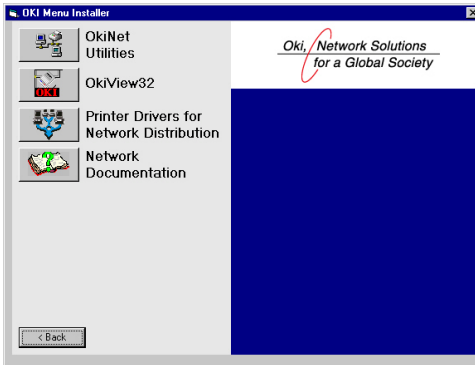 OKI Menu Installer
OkiNet
Utilities
OKI
OkiView32
Printer Drivers for
Network Distribution
Network
Documentation
< Back
Oki, Network Solutions
for a Global Society